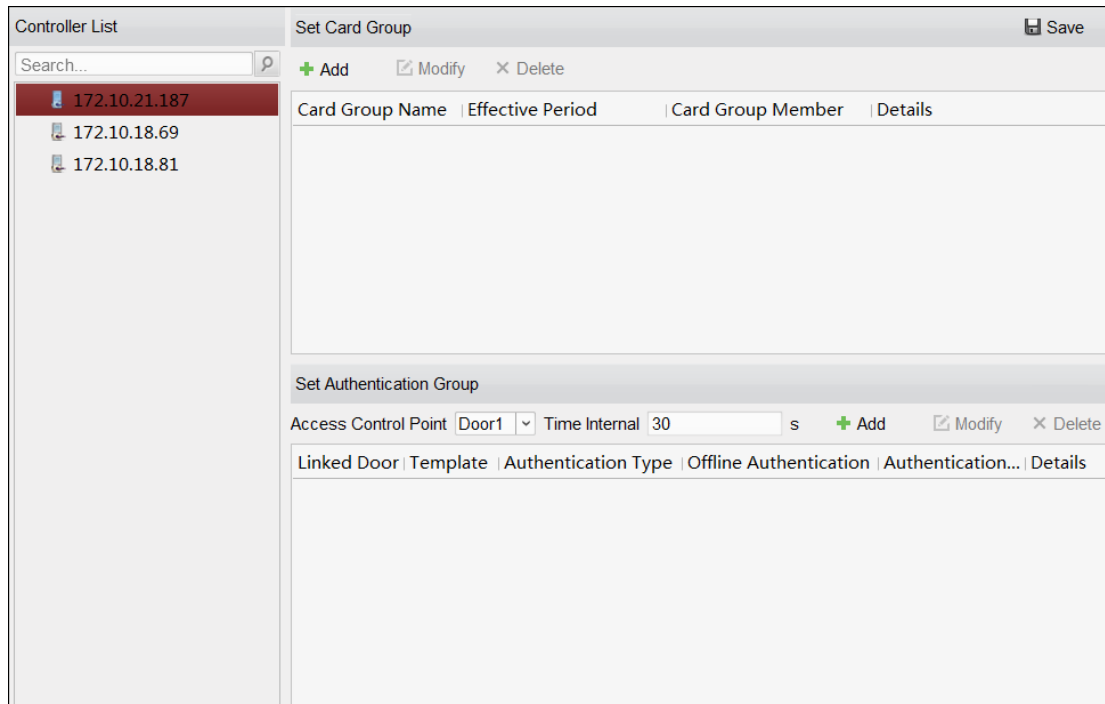 Controller List
Search...
172.10.21.187
172.10.18.69
172.10.18.81
Set Card Group Save
Add Modify Delete
Card Group Name Effective Period Card Group Member Details
Set Authentication Group
Access Control Point Door1 Time Internal 30 s Add Modify Delete
Linked Door Template Authentication Type Offline Authentication Authentication... Details